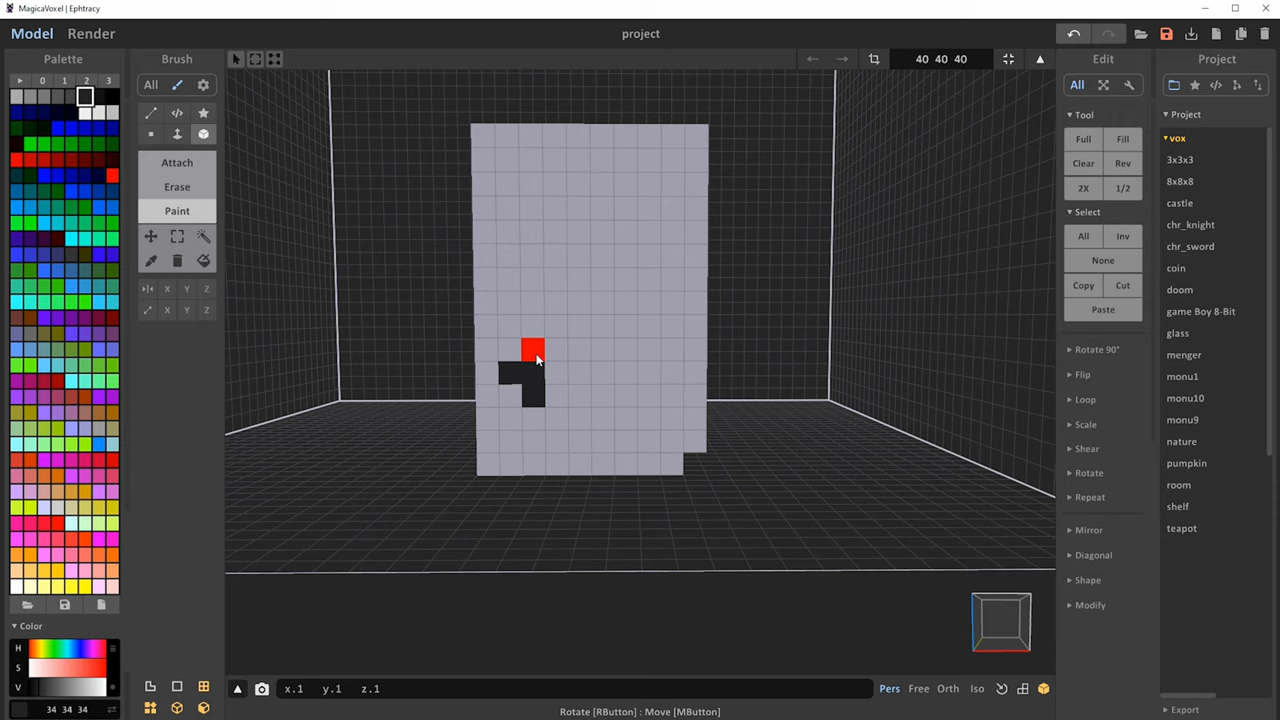 MagicaVoxel | Ephtracy
Model Render project
Palette Brush 40 40 40 Edit Project
0 1 2 3 All All
Tool Project
Full Fill vox
Attach Clear Rev 3x3x3
Erase 2X 1/2 8x8x8
Paint Select castle
All Inv chr_knight
None chr_sword
X Y Z Copy Cut coin
X Y Z Paste doom
game Boy 8-Bit
Rotate 90° glass
Flip menger
Loop monu1
Scale monu10
Shear monu9
Rotate nature
Repeat pumpkin
room
Mirror shelf
Diagonal teapot
Shape
Modify
Color
H
S
V
x.1 y.1 z.1 Pers Free Orth Iso
34 34 34 Rotate [RButton] : Move [MButton] Export